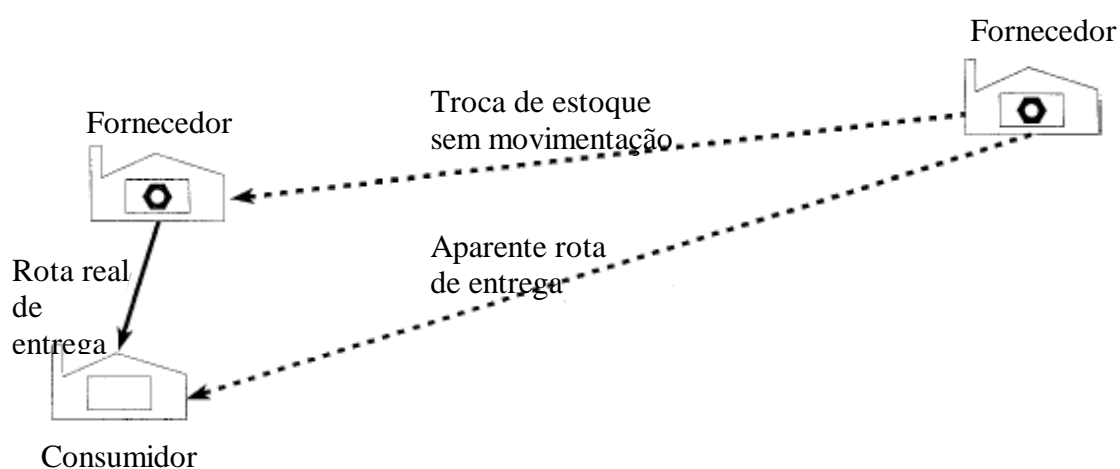 Fornecedor
Troca de estoque
sem movimentação
Fornecedor
Aparente rota
de entrega
Rota real
de
entrega
Consumidor